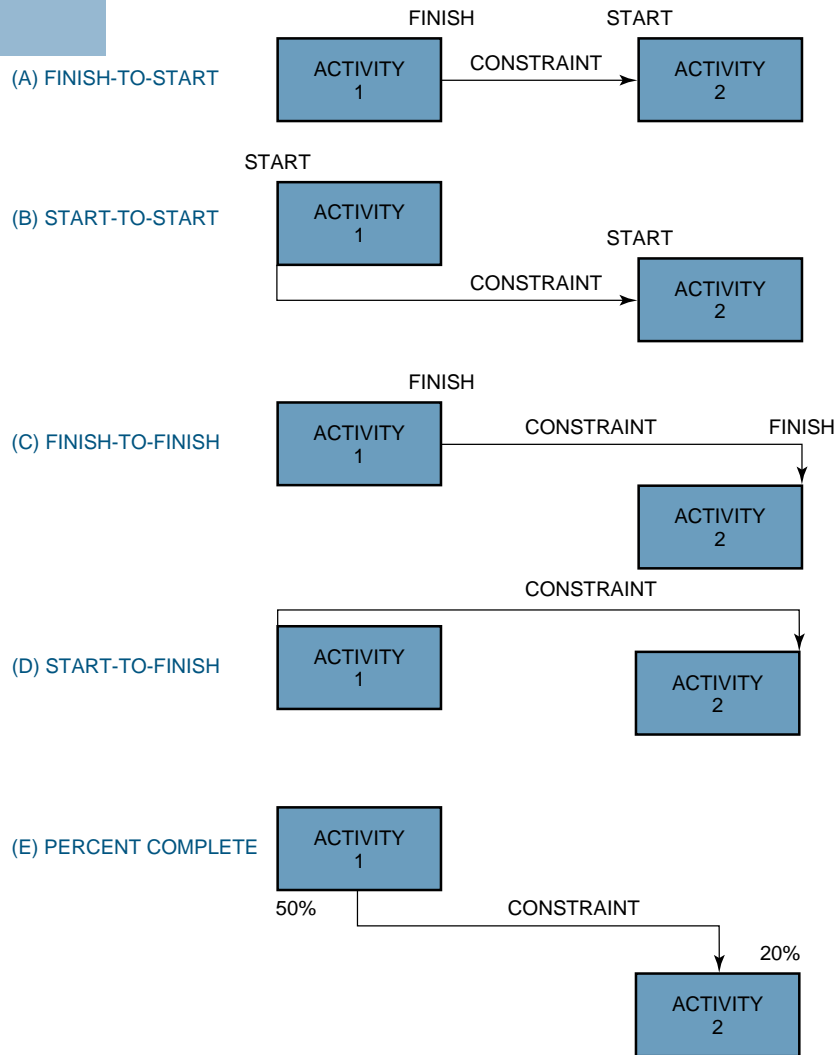 FINISH START
(A) FINISH-TO-START
ACTIVITY
1
CONSTRAINT
ACTIVITY
2
START
(B) START-TO-START
ACTIVITY
1
START
CONSTRAINT
ACTIVITY
2
FINISH
(C) FINISH-TO-FINISH
ACTIVITY
1
CONSTRAINT
FINISH
ACTIVITY
2
CONSTRAINT
(D) START-TO-FINISH
ACTIVITY
1
ACTIVITY
2
(E) PERCENT COMPLETE
ACTIVITY
1
50%
CONSTRAINT
20%
ACTIVITY
2